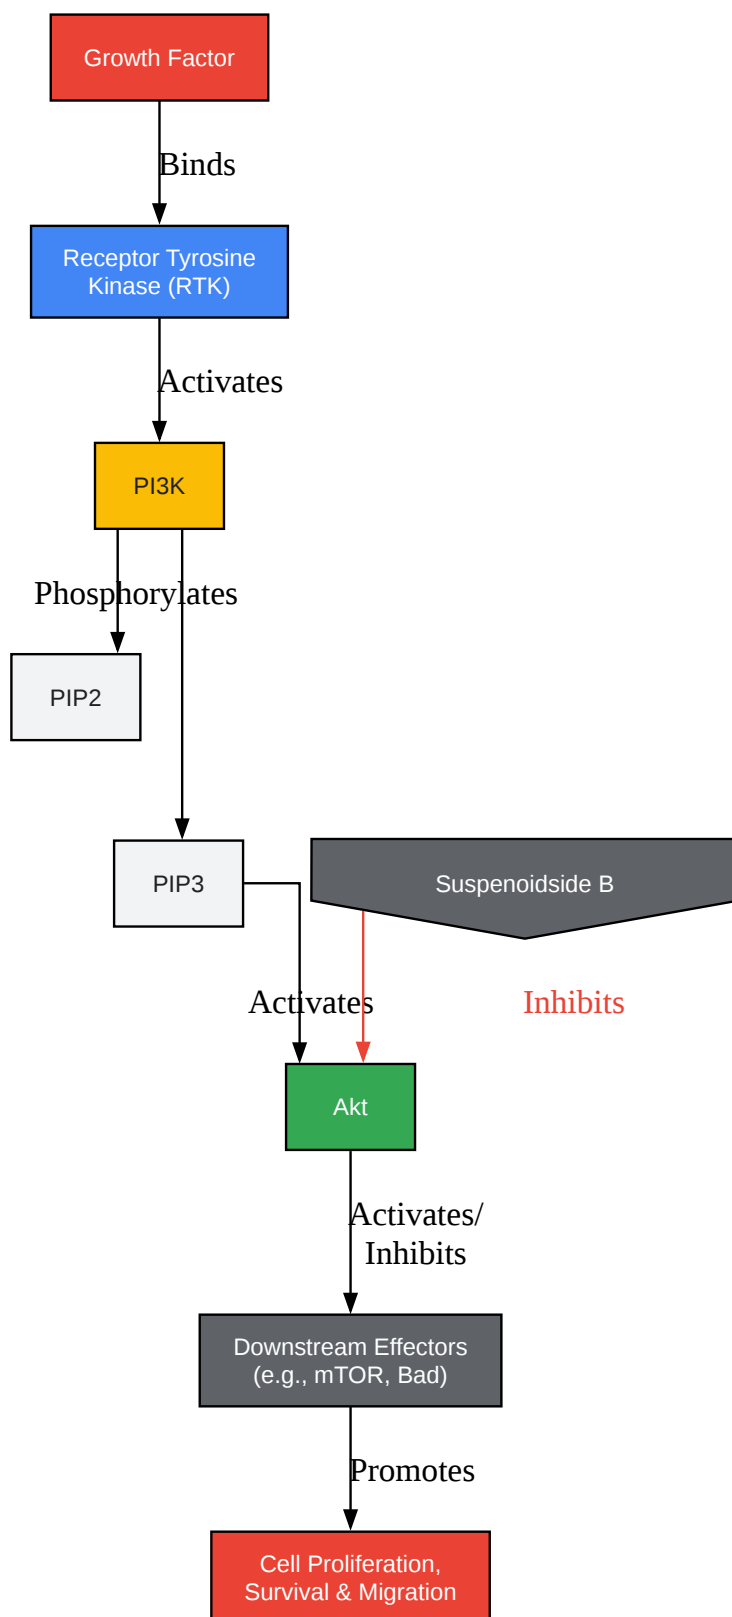 Growth Factor
Binds
Receptor Tyrosine
Kinase (RTK)
Activates
PI3K
Phosphorylates
PIP2
PIP3
Suspenoidside B
Activates
Inhibits
Akt
Activates/
Inhibits
Downstream Effectors
(e.g., mTOR, Bad)
Promotes
Cell Proliferation,
Survival & Migration